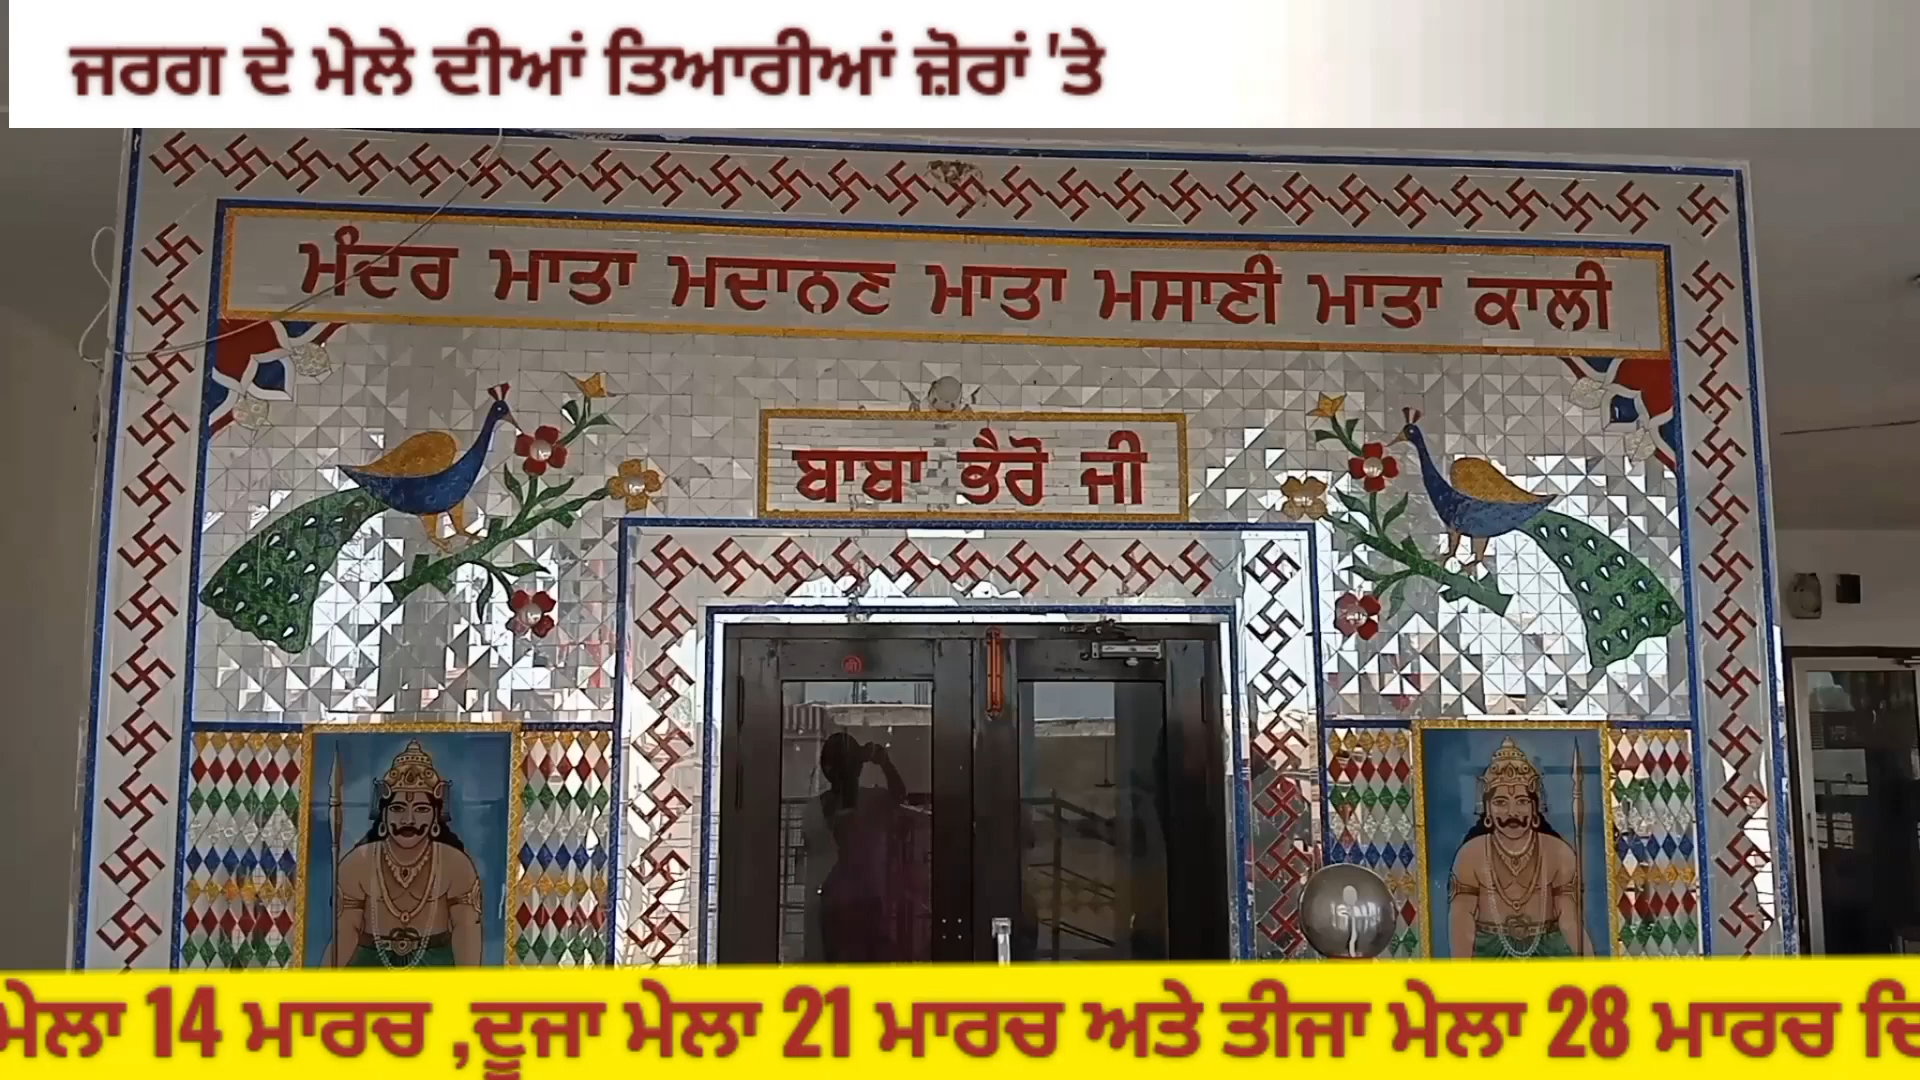 ਜਰਗ ਦੇ ਮੇਲੇ ਦੀਆਂ ਤਿਆਰੀਆਂ ਜ਼ੋਰਾਂ 'ਤੇ
ਮੰਦਰ ਮਾਤਾ ਮਦਾਨਣ ਮਾਤਾ ਮਸਾਣੀ ਮਾਤਾ ਕਾਲੀ
ਬਾਬਾ ਭੈਰੋ ਜੀ
ਮੇਲਾ 14 ਮਾਰਚ ,ਦੂਜਾ ਮੇਲਾ 21 ਮਾਰਚ ਅਤੇ ਤੀਜਾ ਮੇਲਾ 28 ਮਾਰਚ